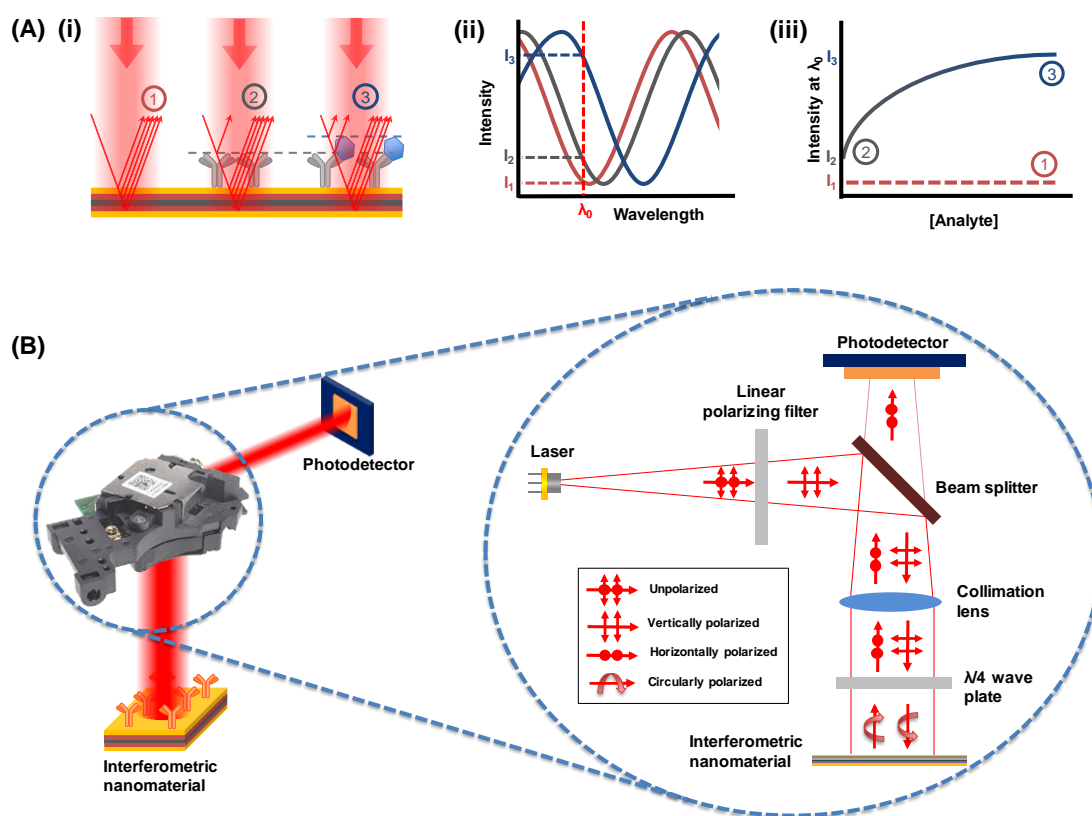 (A) (i)
1
2
3
(ii)
Intensity
I3
I2
I1
λ0
Wavelength
(iii)
Intensity at λ0
I3
I1
2
3
1
[Analyte]
(B)
Photodetector
Interferometric
nanomaterial
Photodetector
Linear
polarizing filter
Laser
Beam splitter
Unpolarized
Vertically polarized
Horizontally polarized
Circularly polarized
Collimation
lens
λ/4 wave
plate
Interferometric
nanomaterial